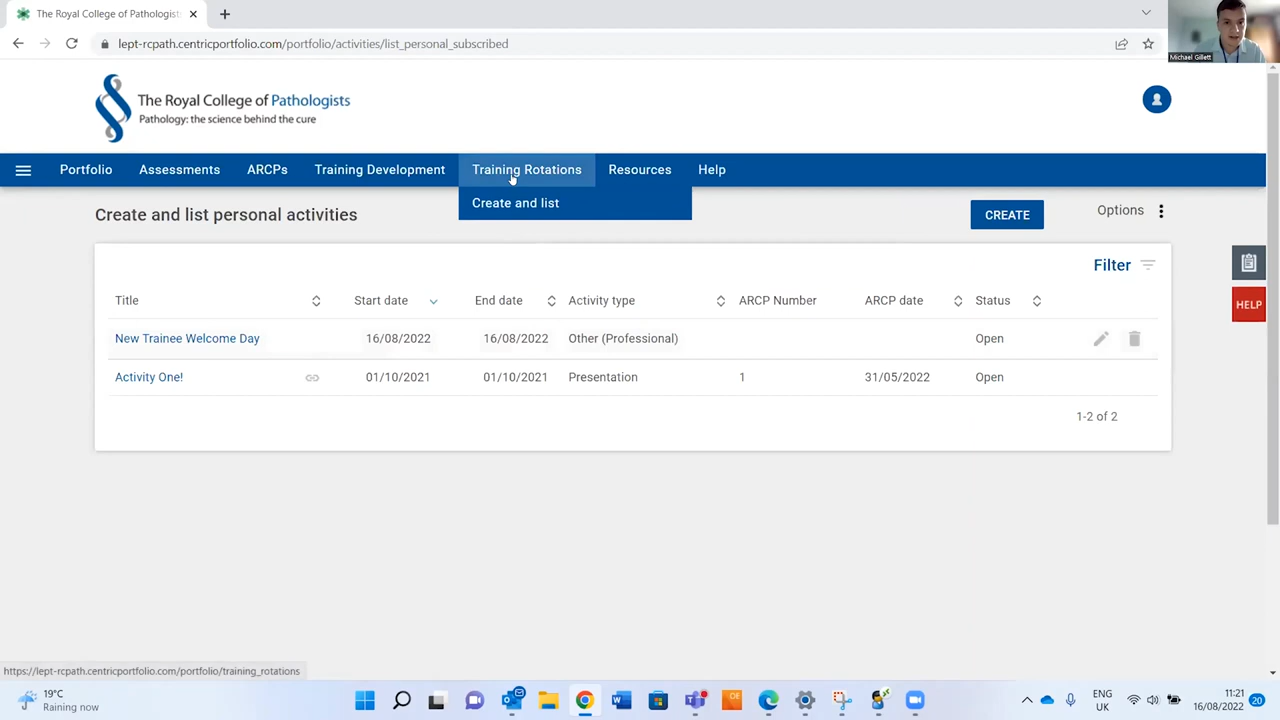 The Royal College of Pathologist
lept-rcpath.centricportfolio.com/portfolio/activities/list_personal_subscribed
Michael Gillett
The Royal College of Pathologists
Pathology: the science behind the cure
Portfolio Assessments ARCPs Training Development Training Rotations Resources Help
Create and list
Create and list personal activities
CREATE
Options
Filter
HELP
Title Start date End date Activity type ARCP Number ARCP date Status
New Trainee Welcome Day 16/08/2022 16/08/2022 Other (Professional) Open
Activity One! 01/10/2021 01/10/2021 Presentation 1 31/05/2022 Open
1-2 of 2
https://lept-rcpath.centricportfolio.com/portfolio/training_rotations
19°C
Raining now
OE
ENG
UK
11:21
16/08/2022
20